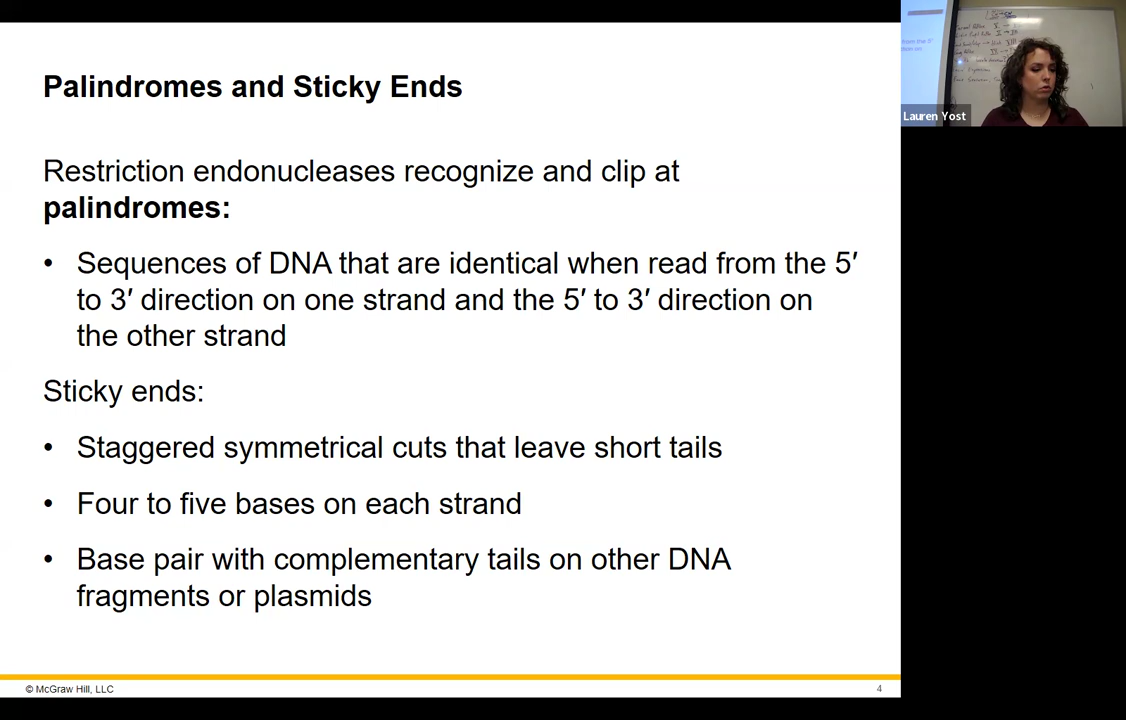 Palindromes and Sticky Ends
Restriction endonucleases recognize and clip at
palindromes:
• Sequences of DNA that are identical when read from the 5′
to 3′ direction on one strand and the 5′ to 3′ direction on
the other strand
Sticky ends:
• Staggered symmetrical cuts that leave short tails
• Four to five bases on each strand
• Base pair with complementary tails on other DNA
fragments or plasmids
© McGraw Hill, LLC
4
Lauren Yost